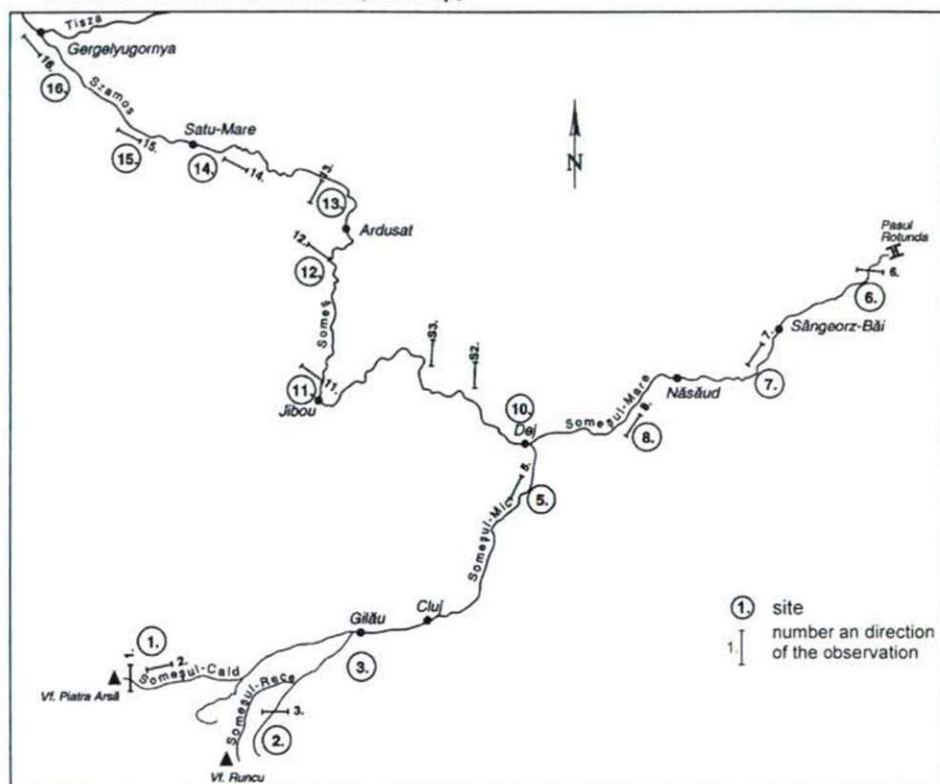 Tisza
Gergelyugornya
16.
16.
Szamos
15.
15.
Satu-Mare
14.
14.
13.
13.
Ardusat
12.
12.
Someş
11.
11.
Jibou
S3.
S2.
10.
Dej
Someşul-Mare
8.
8.
Năsăud
7.
7.
Sângeorz-Băi
6.
6.
Pasul
Rotunda
N
5.
5.
Someşul-Mic
Cluj
Gilău
3.
1.
1.
2.
Someşul-Cald
Vf. Piatra Arsă
Someşul-Rece
3.
2.
Vf. Runcu
1. site
1. number an direction
of the observation